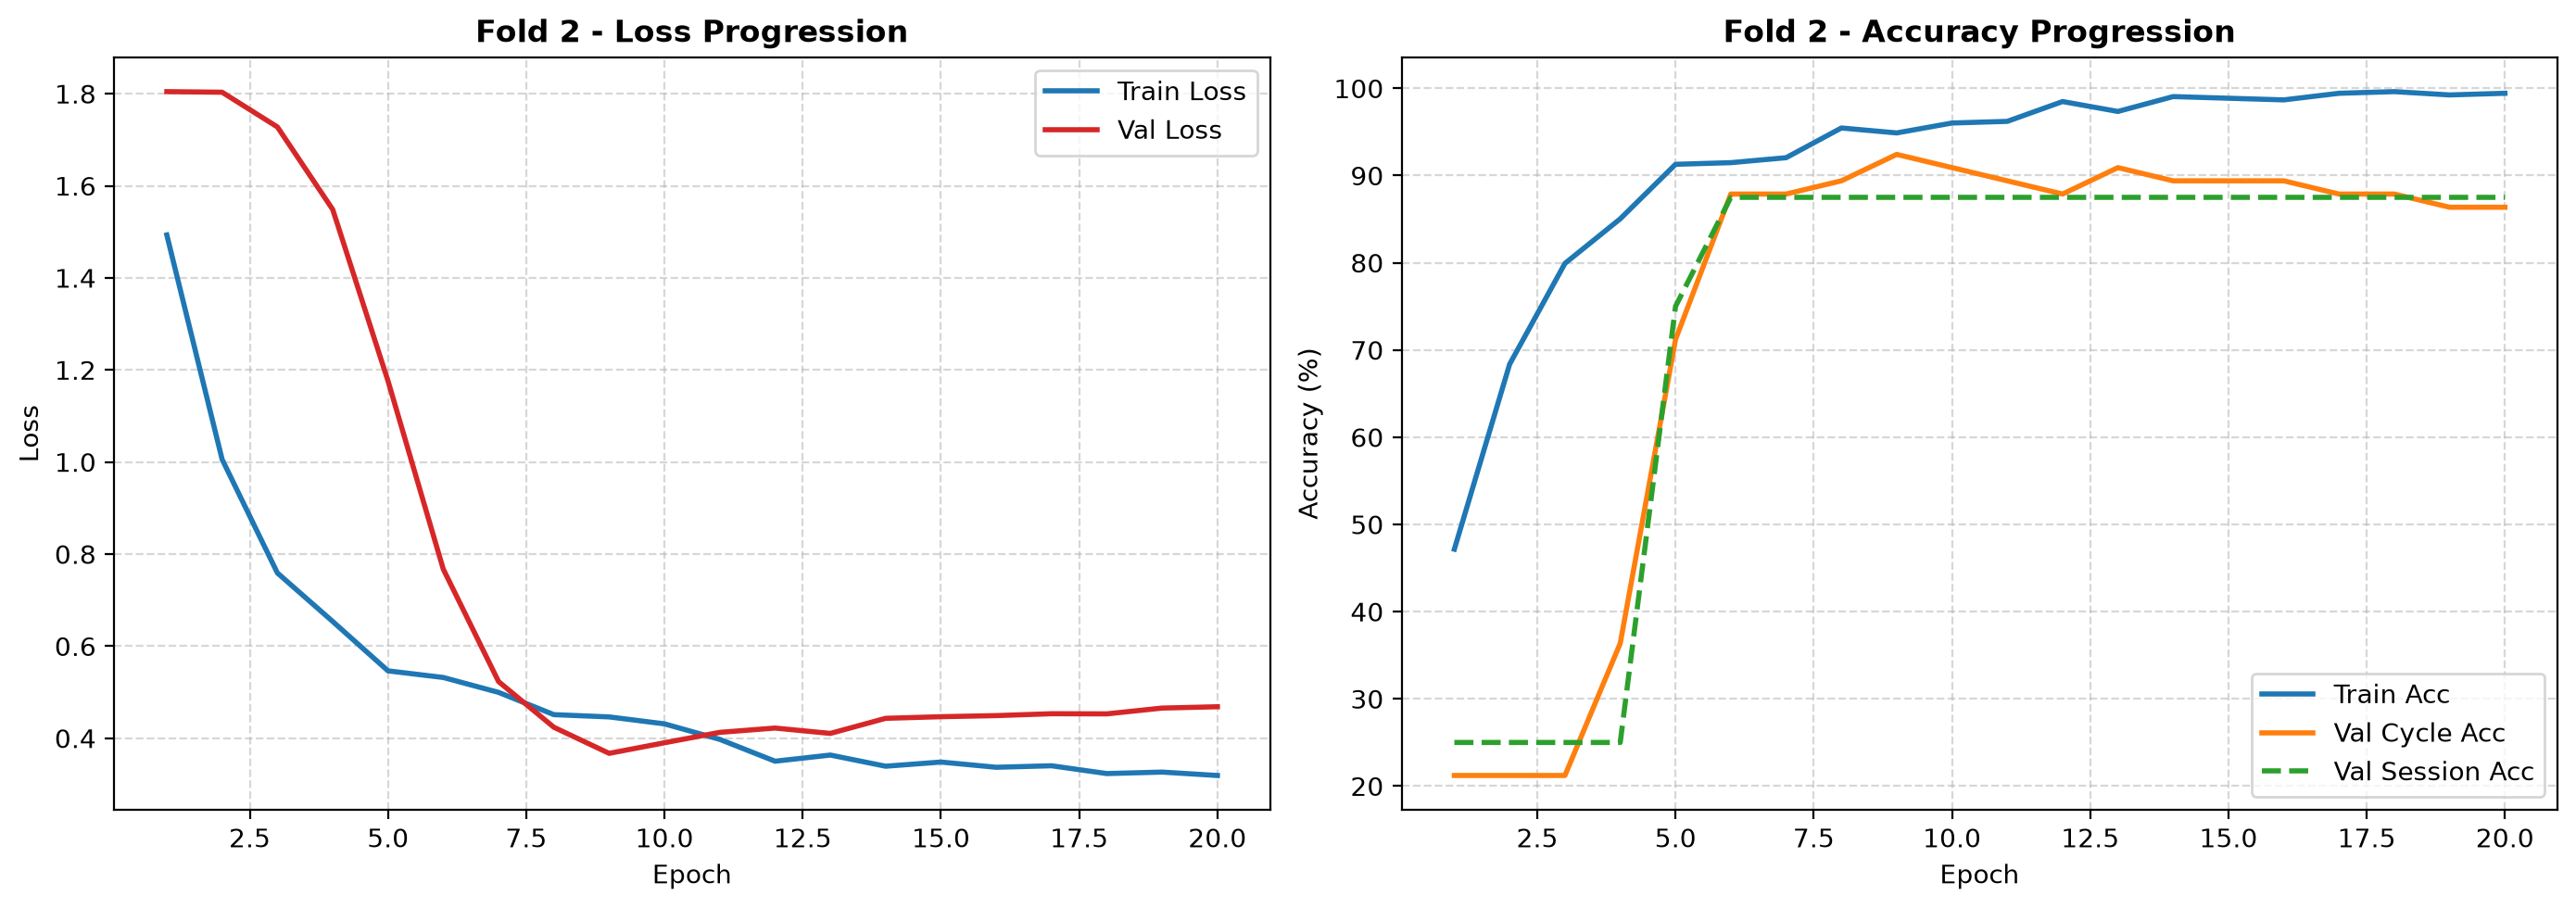 Fold 2 - Loss Progression
Train Loss
Val Loss
1.8
1.6
1.4
1.2
1.0
0.8
0.6
0.4
Loss
2.5 5.0 7.5 10.0 12.5 15.0 17.5 20.0
Epoch
Fold 2 - Accuracy Progression
100
90
80
70
60
50
40
30
20
Accuracy (%)
Train Acc
Val Cycle Acc
Val Session Acc
2.5 5.0 7.5 10.0 12.5 15.0 17.5 20.0
Epoch